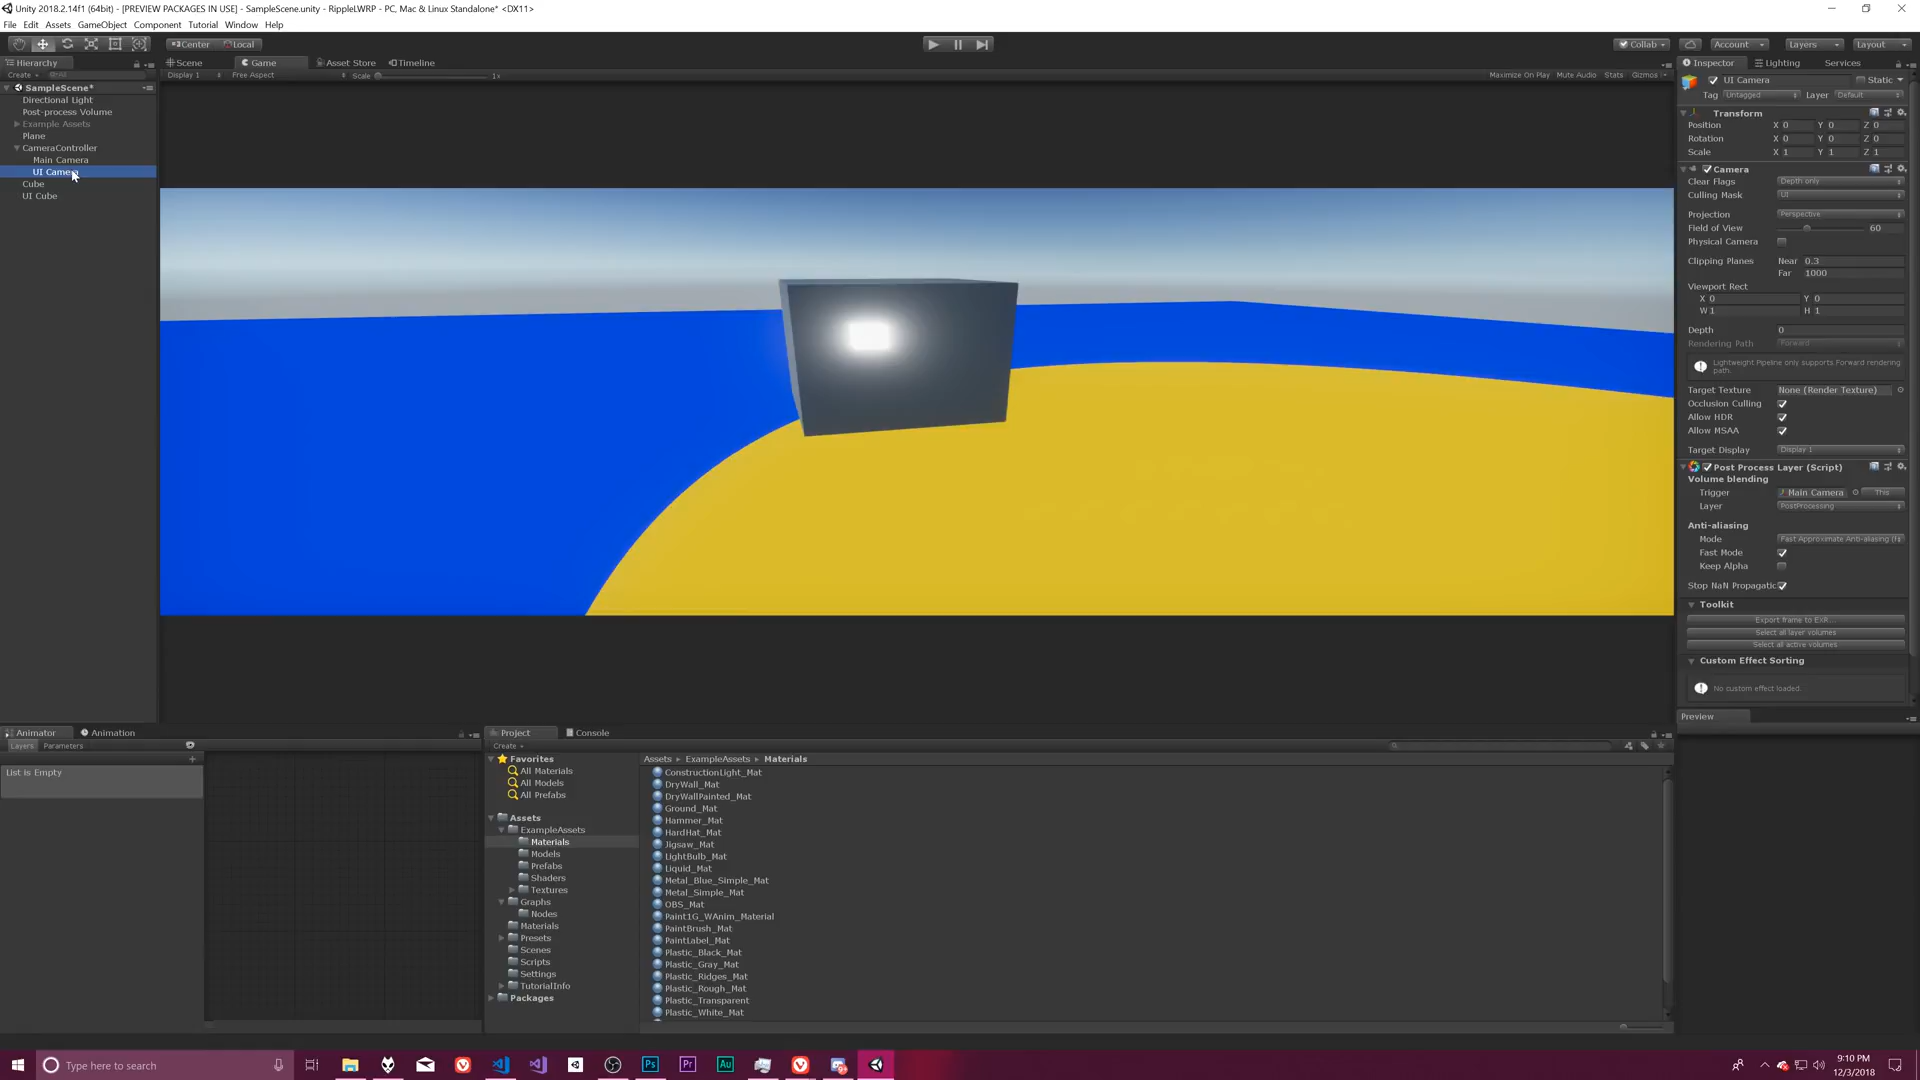 Unity 2018.2.14f1 (64bit) - [PREVIEW PACKAGES IN USE] - SampleScene.unity - RippleLWRP - PC, Mac & Linux Standalone* <DX11>
File Edit Assets GameObject Component Tutorial Window Help
Center Local
Collab
Account
Layers
Layout
Hierarchy
Create
All
SampleScene*
Directional Light
Post-process Volume
Example Assets
Plane
CameraController
Main Camera
UI Camera
Cube
UI Cube
Scene Game Asset Store Timeline
Display 1 Free Aspect Scale 1x
Maximize On Play Mute Audio Stats Gizmos
Inspector Lighting Services
UI Camera Static
Tag Untagged Layer Default
Transform
Position X 0 Y 0 Z 0
Rotation X 0 Y 0 Z 0
Scale X 1 Y 1 Z 1
Camera
Clear Flags Depth only
Culling Mask UI
Projection Perspective
Field of View 60
Physical Camera
Clipping Planes Near 0.3
Far 1000
Viewport Rect
X 0 Y 0
W 1 H 1
Depth 0
Rendering Path Forward
Lightweight Pipeline only supports Forward rendering
path.
Target Texture None (Render Texture)
Occlusion Culling
Allow HDR
Allow MSAA
Target Display Display 1
Post Process Layer (Script)
Volume blending
Trigger Main Camera This
Layer PostProcessing
Anti-aliasing
Mode Fast Approximate Anti-aliasing (
Fast Mode
Keep Alpha
Stop NaN Propagatic
Toolkit
Export frame to EXR...
Select all layer volumes
Select all active volumes
Custom Effect Sorting
No custom effect loaded.
Preview
Animator Animation
Layers Parameters
List is Empty
Project Console
Create
Favorites
All Materials
All Models
All Prefabs
Assets
ExampleAssets
Materials
Models
Prefabs
Shaders
Textures
Graphs
Nodes
Materials
Presets
Scenes
Scripts
Settings
TutorialInfo
Packages
Assets ▸ ExampleAssets ▸ Materials
ConstructionLight_Mat
DryWall_Mat
DryWallPainted_Mat
Ground_Mat
Hammer_Mat
HardHat_Mat
Jigsaw_Mat
LightBulb_Mat
Liquid_Mat
Metal_Blue_Simple_Mat
Metal_Simple_Mat
OBS_Mat
Paint1G_WAnim_Material
PaintBrush_Mat
PaintLabel_Mat
Plastic_Black_Mat
Plastic_Gray_Mat
Plastic_Ridges_Mat
Plastic_Rough_Mat
Plastic_Transparent
Plastic_White_Mat
Type here to search
Ps Pr Au
9:10 PM
12/3/2018